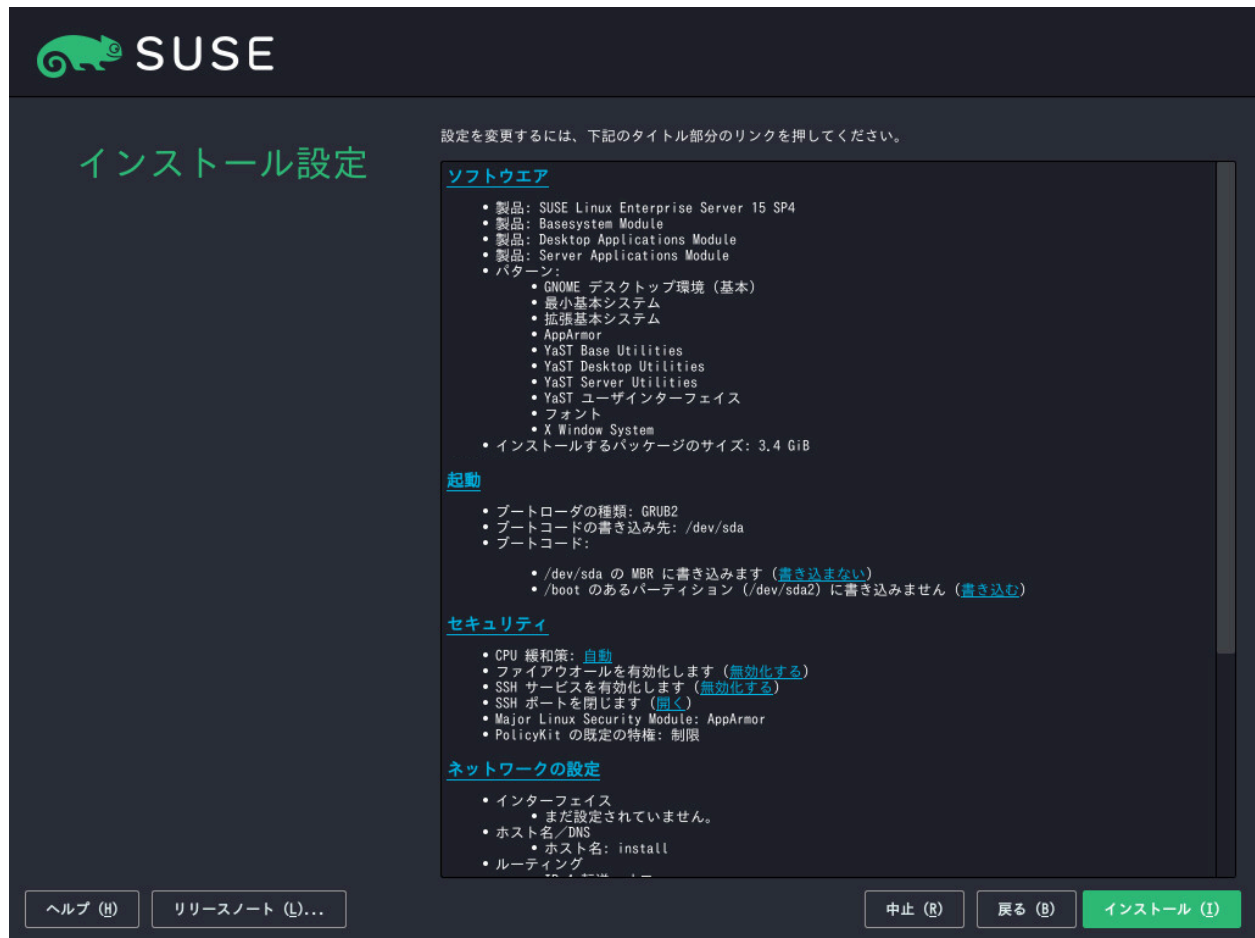 SUSE
インストール設定
設定を変更するには、下記のタイトル部分のリンクを押してください。
ソフトウエア
• 製品: SUSE Linux Enterprise Server 15 SP4
• 製品: Basesystem Module
• 製品: Desktop Applications Module
• 製品: Server Applications Module
• パターン:
• GNOME デスクトップ環境 (基本)
• 最小基本システム
• 拡張基本システム
• AppArmor
• YaST Base Utilities
• YaST Desktop Utilities
• YaST Server Utilities
• YaST ユーザインターフェイス
• フォント
• X Window System
• インストールするパッケージのサイズ: 3.4 GiB
起動
• ブートローダの種類: GRUB2
• ブートコードの書き込み先: /dev/sda
• ブートコード:
• /dev/sda の MBR に書き込みます (書き込まない)
• /boot のあるパーティション (/dev/sda2) に書き込みません (書き込む)
セキュリティ
• CPU 緩和策: 自動
• ファイアウオールを有効化します (無効化する)
• SSH サービスを有効化します (無効化する)
• SSH ポートを閉じます (開く)
• Major Linux Security Module: AppArmor
• PolicyKit の既定の特権: 制限
ネットワークの設定
• インターフェイス
• まだ設定されていません。
• ホスト名/DNS
• ホスト名: install
• ルーティング
ヘルプ (H)
リリースノート (L)...
中止 (R)
戻る (B)
インストール (I)